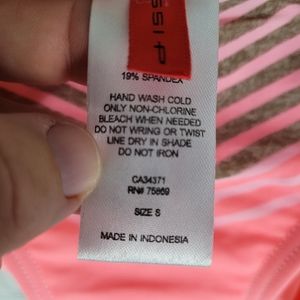 ssip
19% SPANDEX
HAND WASH COLD
ONLY NON-CHLORINE
BLEACH WHEN NEEDED
DO NOT WRING OR TWIST
LINE DRY IN SHADE
DO NOT IRON
CA34371
RN# 75869
SIZE S
MADE IN INDONESIA